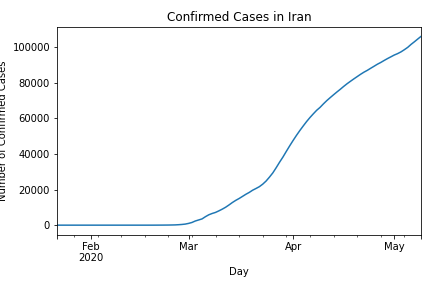 Confirmed Cases in Iran
Number of Confirmed Cases
100000
80000
60000
40000
20000
0
Feb
2020
Mar
Apr
May
Day